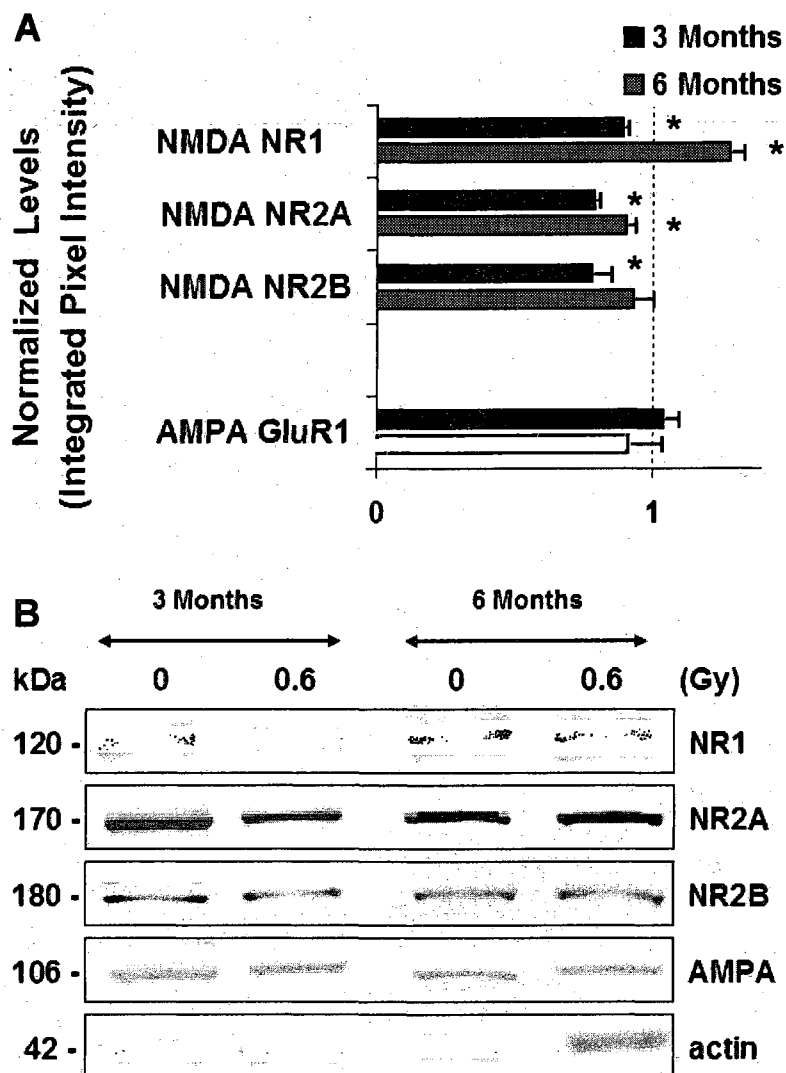 A
3 Months
6 Months
Normalized Levels
(Integrated Pixel Intensity)
NMDA NR1
*
*
NMDA NR2A
*
*
NMDA NR2B
*
AMPA GluR1
0 1
B
3 Months 6 Months
kDa 0 0.6 0 0.6 (Gy)
120 - NR1
170 - NR2A
180 - NR2B
106 - AMPA
42 - actin